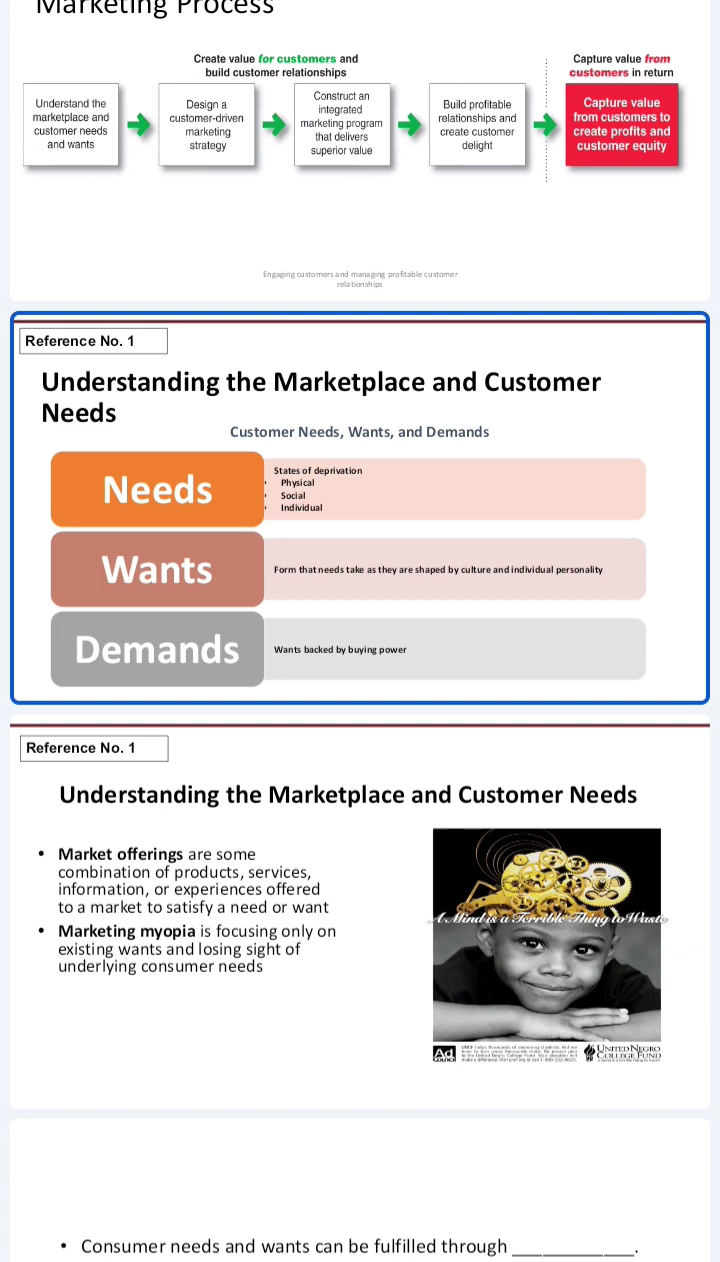 Marketing Process
Create value for customers and
build customer relationships
Capture value from
customers in return
Understand the
marketplace and
customer needs
and wants
Design a
customer-driven
marketing
strategy
Construct an
integrated
marketing program
that delivers
superior value
Build profitable
relationships and
create customer
delight
Capture value
from customers to
create profits and
customer equity
Engaging customers and managing profitable customer
relationships
Reference No. 1
Understanding the Marketplace and Customer
Needs
Customer Needs, Wants, and Demands
Needs
States of deprivation
• Physical
• Social
• Individual
Wants
Form that needs take as they are shaped by culture and individual personality
Demands
Wants backed by buying power
Reference No. 1
Understanding the Marketplace and Customer Needs
• Market offerings are some
combination of products, services,
information, or experiences offered
to a market to satisfy a need or want
• Marketing myopia is focusing only on
existing wants and losing sight of
underlying consumer needs
A Mind is a Terrible Thing to Waste
Ad
Council
UNITED NEGRO
COLLEGE FUND
• Consumer needs and wants can be fulfilled through ____________.